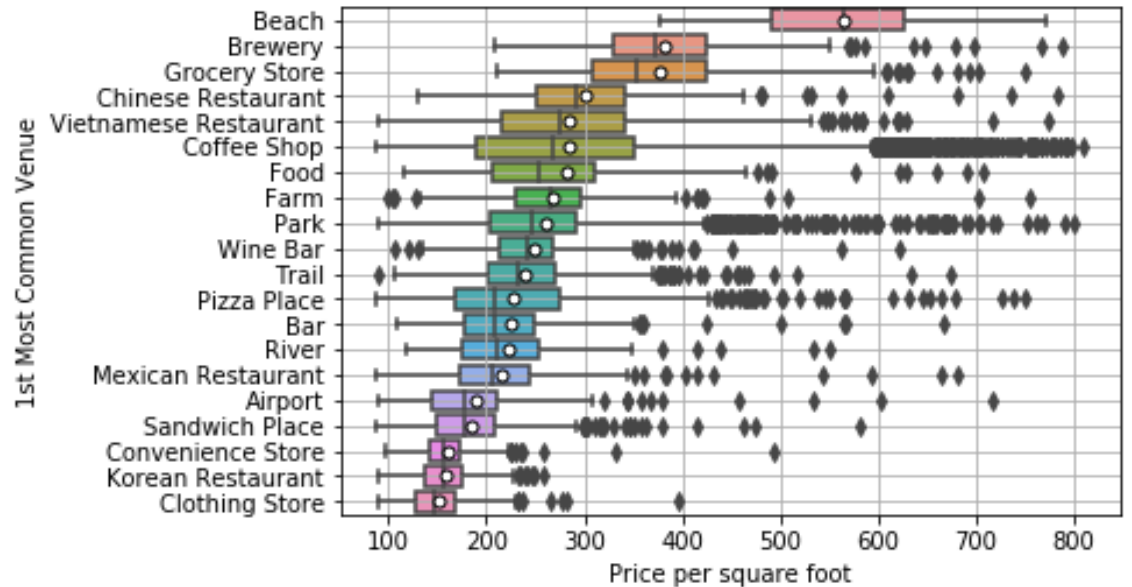 1st Most Common Venue
Beach
Brewery
Grocery Store
Chinese Restaurant
Vietnamese Restaurant
Coffee Shop
Food
Farm
Park
Wine Bar
Trail
Pizza Place
Bar
River
Mexican Restaurant
Airport
Sandwich Place
Convenience Store
Korean Restaurant
Clothing Store
100 200 300 400 500 600 700 800
Price per square foot